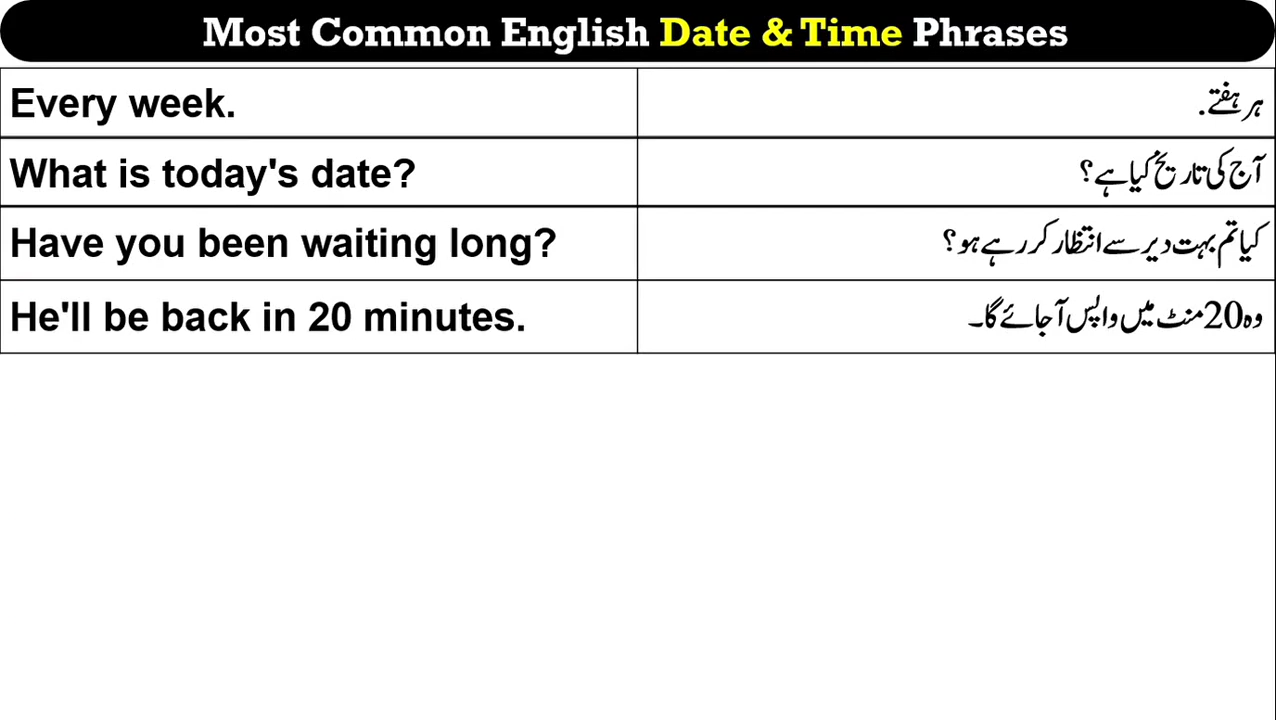 Most Common English Date & Time Phrases
Every week.
ہر ہفتے.
What is today's date?
آج کی تاریخ کیا ہے؟
Have you been waiting long?
کیا تم بہت دیر سے انتظار کر رہے ہو؟
He'll be back in 20 minutes.
وہ 20 منٹ میں واپس آ جائے گا۔